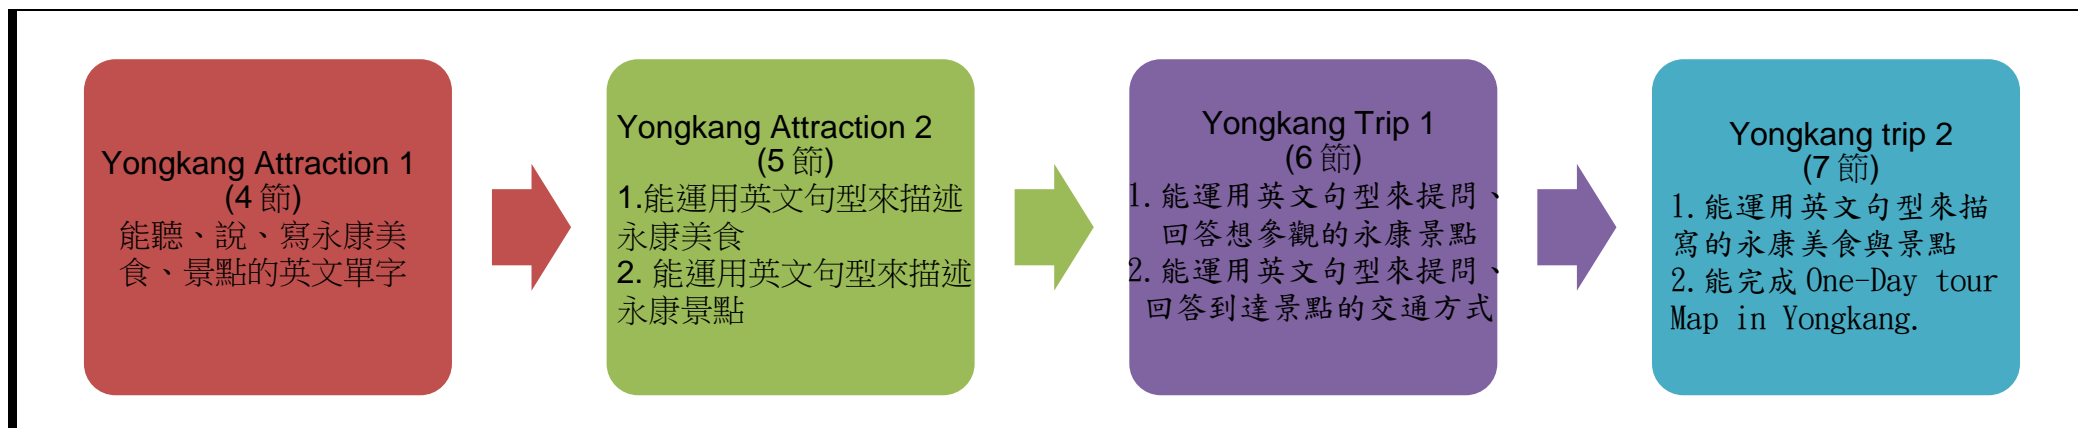 Yongkang Attraction 1
(4 節)
能聽、說、寫永康美
食、景點的英文單字
Yongkang Attraction 2
(5 節)
1.能運用英文句型來描述
永康美食
2. 能運用英文句型來描述
永康景點
Yongkang Trip 1
(6 節)
1.能運用英文句型來提問、
回答想參觀的永康景點
2.能運用英文句型來提問、
回答到達景點的交通方式
Yongkang trip 2
(7 節)
1.能運用英文句型來描
寫的永康美食與景點
2.能完成 One-Day tour
Map in Yongkang.